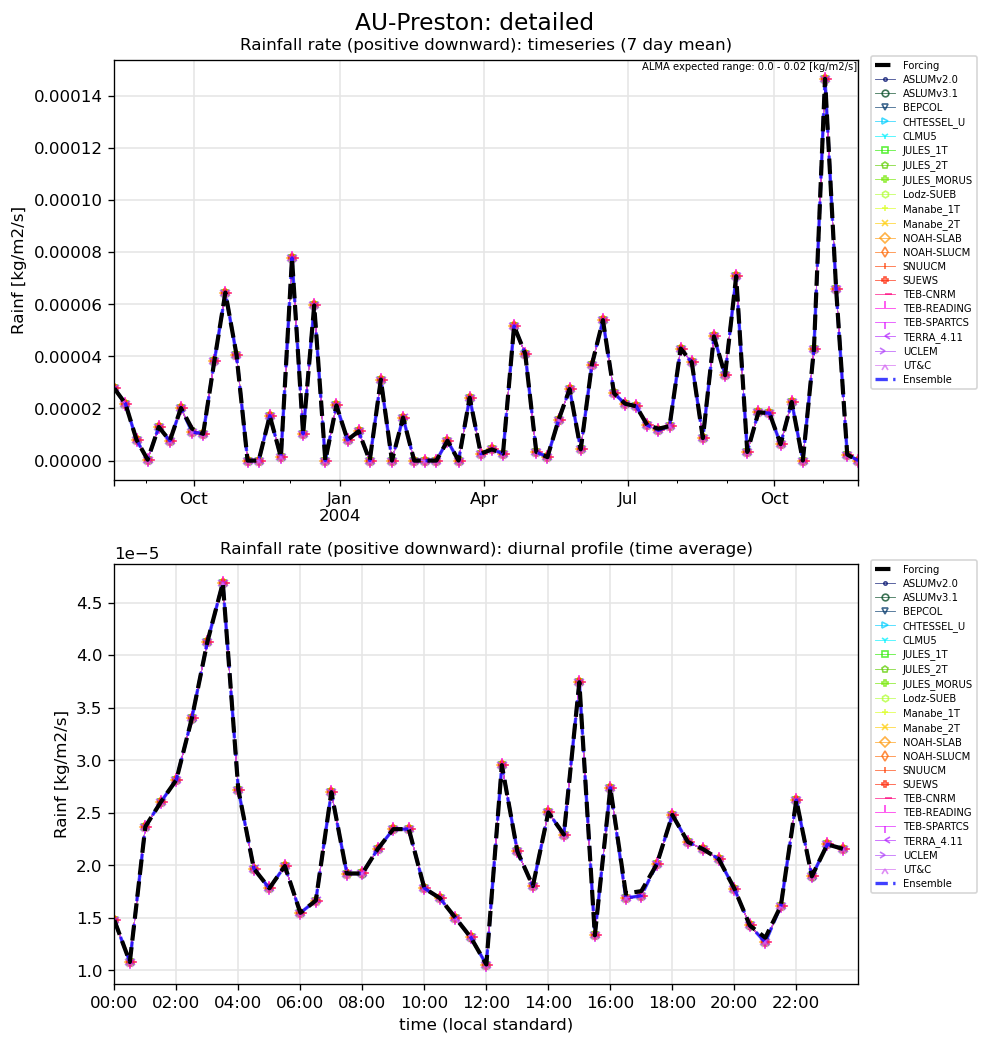 AU-Preston: detailed
Rainfall rate (positive downward): timeseries (7 day mean)
ALMA expected range: 0.0 - 0.02 [kg/m2/s]
Rainf [kg/m2/s]
0.00014
0.00012
0.00010
0.00008
0.00006
0.00004
0.00002
0.00000
Oct
Jan
2004
Apr
Jul
Oct
Forcing
ASLUMv2.0
ASLUMv3.1
BEPCOL
CHTESSEL_U
CLMU5
JULES_1T
JULES_2T
JULES_MORUS
Lodz-SUEB
Manabe_1T
Manabe_2T
NOAH-SLAB
NOAH-SLUCM
SNUUCM
SUEWS
TEB-CNRM
TEB-READING
TEB-SPARTCS
TERRA_4.11
UCLEM
UT&C
Ensemble
Rainfall rate (positive downward): diurnal profile (time average)
1e−5
Rainf [kg/m2/s]
4.5
4.0
3.5
3.0
2.5
2.0
1.5
1.0
00:00 02:00 04:00 06:00 08:00 10:00 12:00 14:00 16:00 18:00 20:00 22:00
time (local standard)
Forcing
ASLUMv2.0
ASLUMv3.1
BEPCOL
CHTESSEL_U
CLMU5
JULES_1T
JULES_2T
JULES_MORUS
Lodz-SUEB
Manabe_1T
Manabe_2T
NOAH-SLAB
NOAH-SLUCM
SNUUCM
SUEWS
TEB-CNRM
TEB-READING
TEB-SPARTCS
TERRA_4.11
UCLEM
UT&C
Ensemble